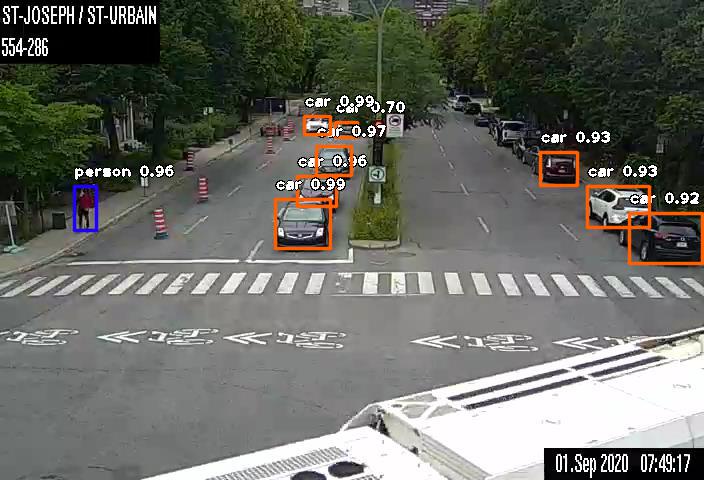 ST-JOSEPH / ST-URBAIN
554-286
car 0.99
car 0.70
car 0.97
car 0.96
car 0.99
person 0.96
car 0.93
car 0.93
car 0.92
01.Sep 2020 07:49:17